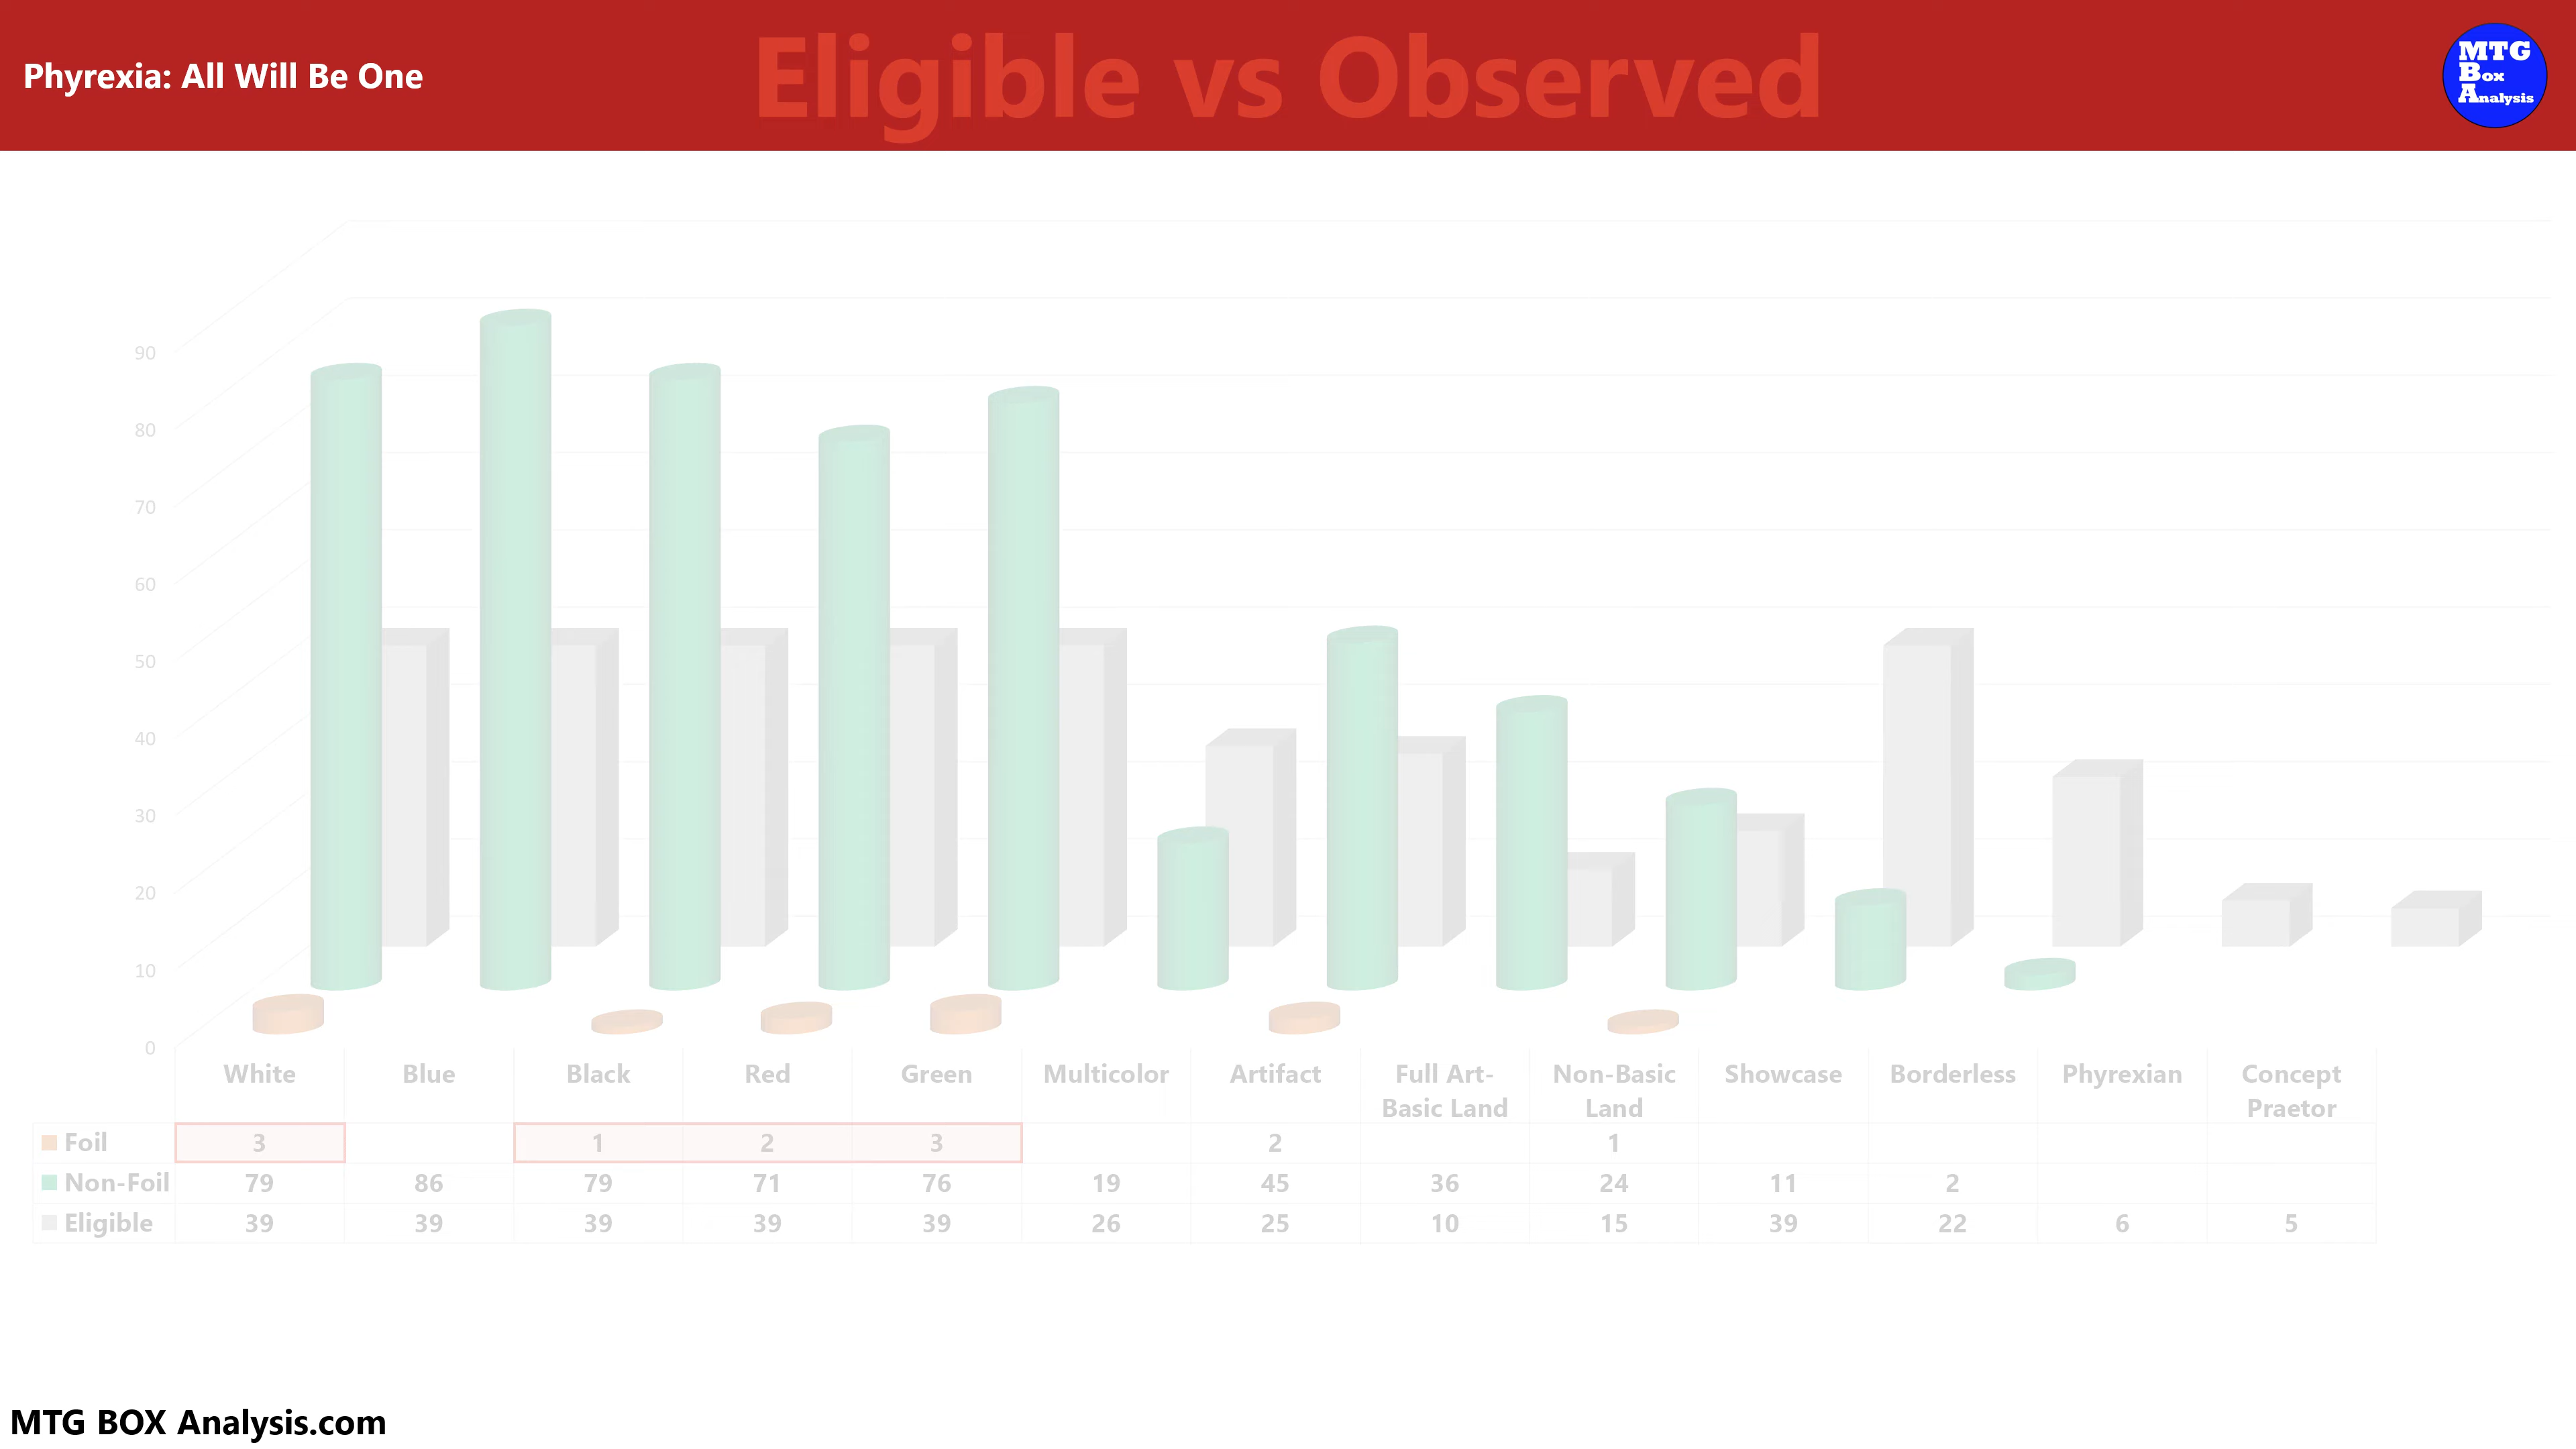 Phyrexia: All Will Be One
Eligible vs Observed
MTG
Box
Analysis
90
80
70
60
50
40
30
20
10
0
White Blue Black Red Green Multicolor Artifact Full Art- Non-Basic Showcase Borderless Phyrexian Concept
Basic Land Land Praetor
Foil 3 1 2 3 2 1
Non-Foil 79 86 79 71 76 19 45 36 24 11 2
Eligible 39 39 39 39 39 26 25 10 15 39 22 6 5
MTG BOX Analysis.com